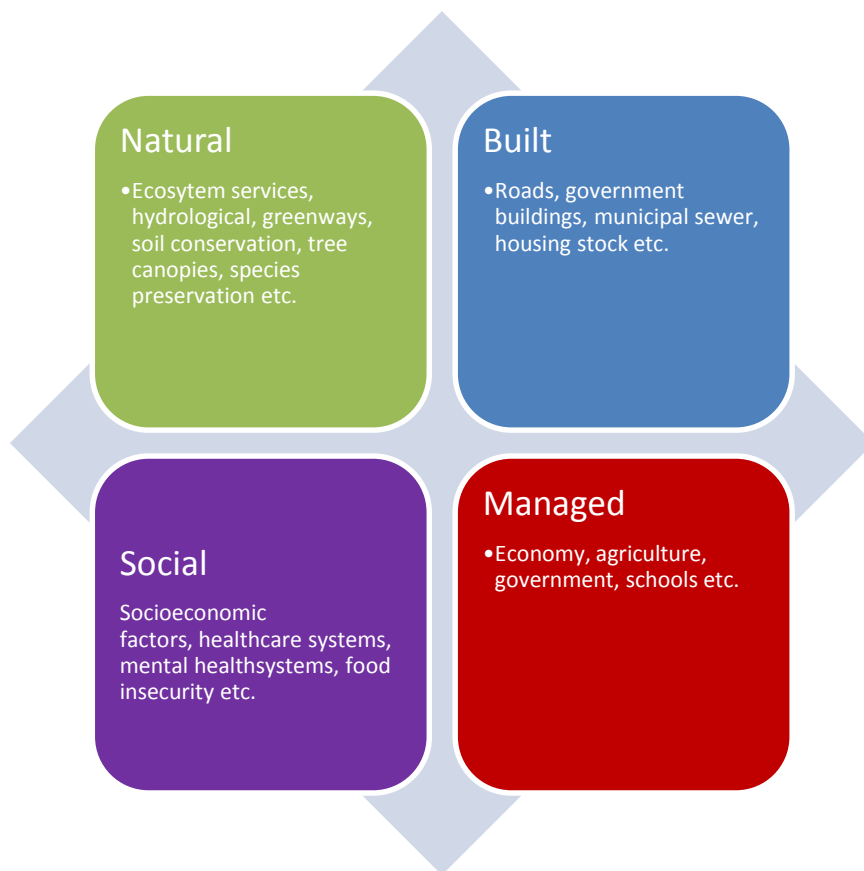 Natural
•Ecosytem services,
hydrological, greenways,
soil conservation, tree
canopies, species
preservation etc.
Built
•Roads, government
buildings, municipal sewer,
housing stock etc.
Social
Socioeconomic
factors, healthcare systems,
mental healthsystems, food
insecurity etc.
Managed
•Economy, agriculture,
government, schools etc.